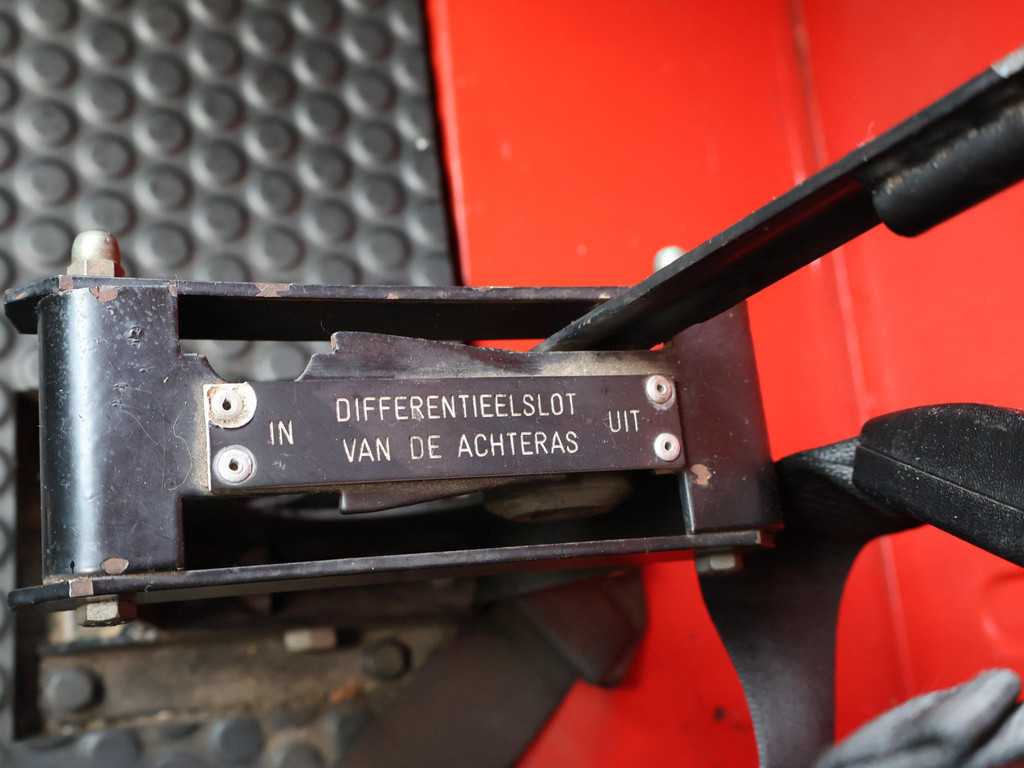 IN DIFFERENTIEELSLOT UIT
VAN DE ACHTERAS